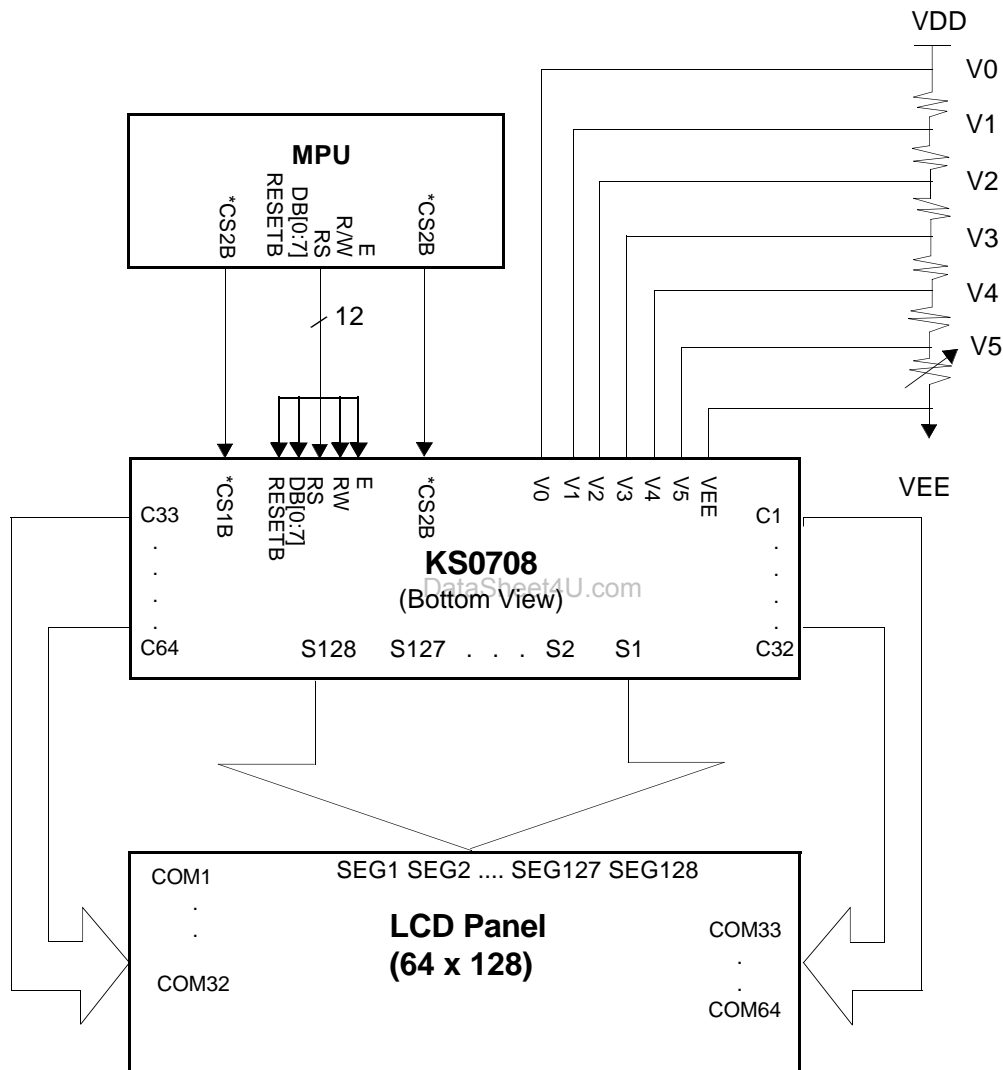 VDD
V0
V1
V2
V3
V4
V5
VEE
MPU
*CS2B
RESETB
DB[0:7]
RS
R/W
E
*CS2B
12
*CS1B
RESETB
DB[0:7]
RS
RW
E
*CS2B
V0
V1
V2
V3
V4
V5
VEE
C33
.
.
.
.
C64
C1
.
.
.
.
C32
KS0708
DataSheet4U.com
(Bottom View)
S128 S127 . . . S2 S1
SEG1 SEG2 .... SEG127 SEG128
COM1
.
.
COM32
LCD Panel
(64 x 128)
COM33
.
.
COM64